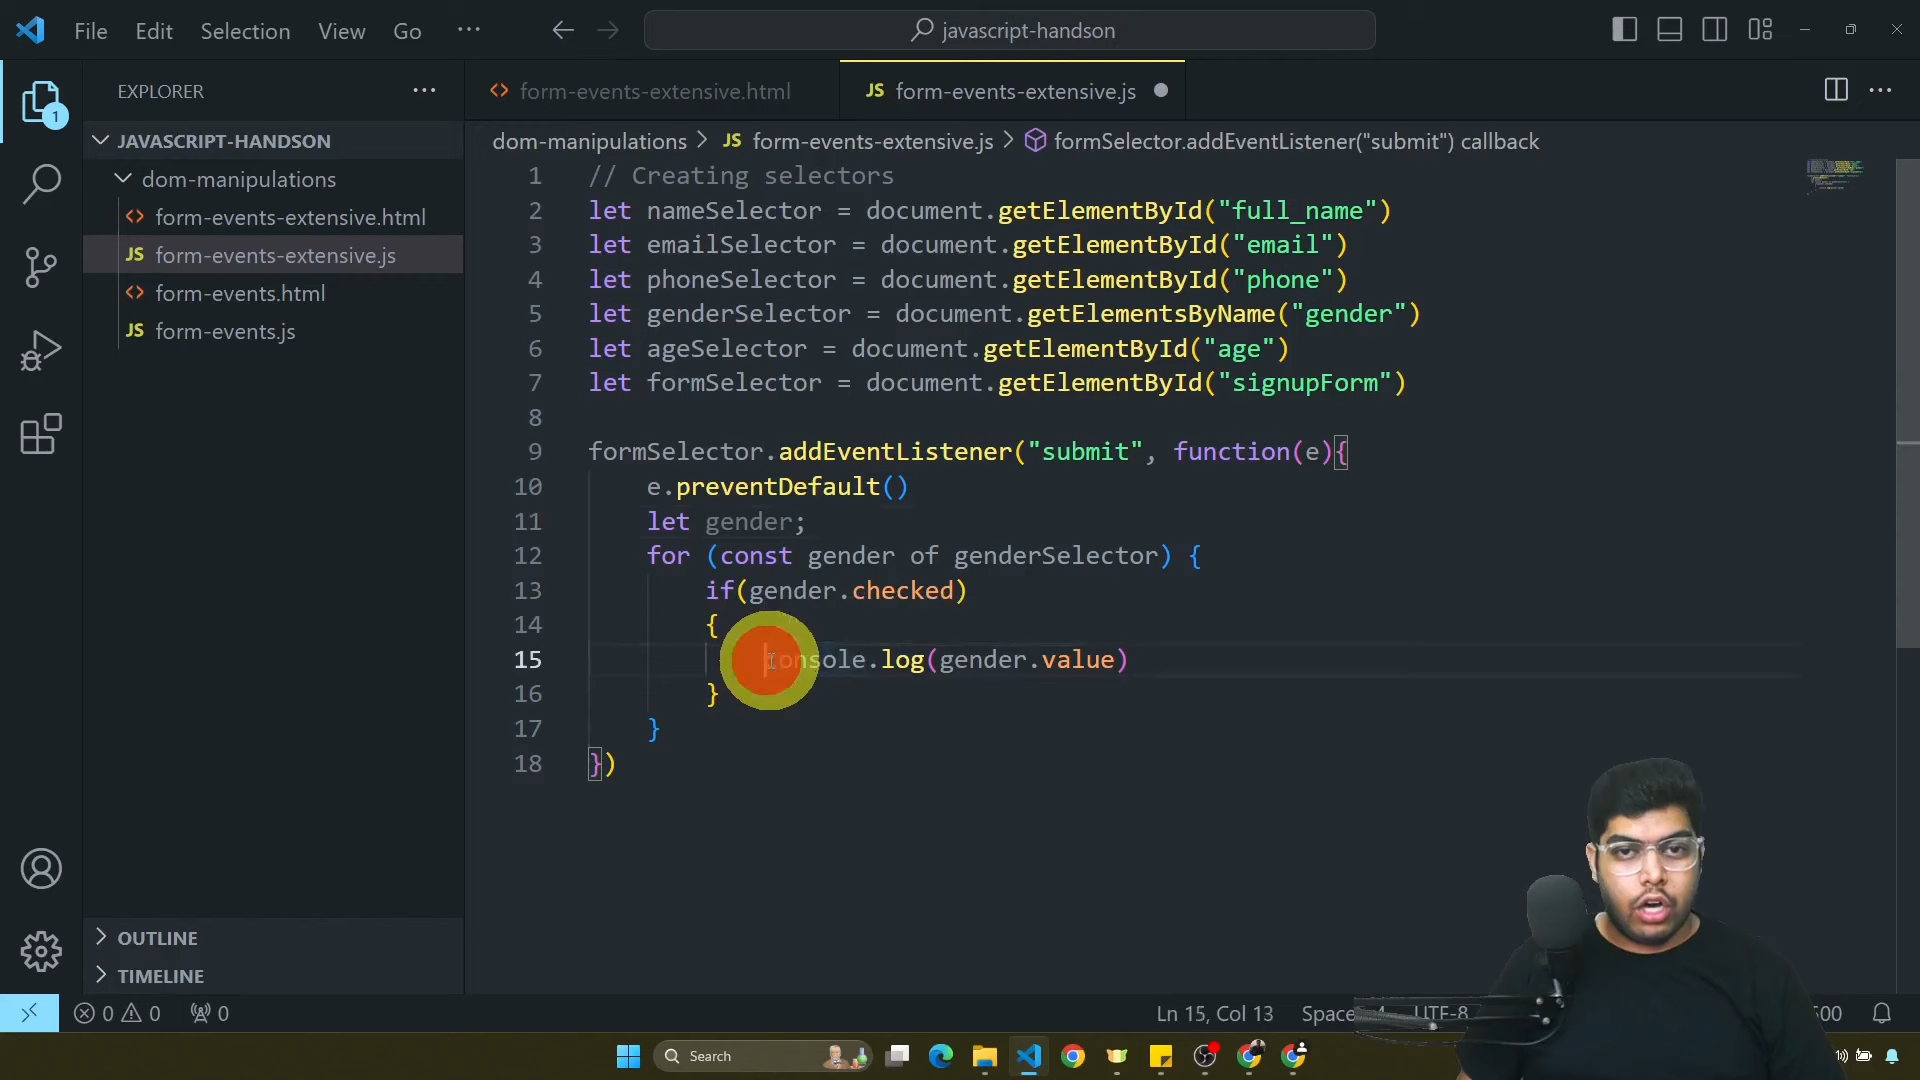 File Edit Selection View Go ···
javascript-handson
EXPLORER ···
1
JAVASCRIPT-HANDSON
dom-manipulations
<> form-events-extensive.html
JS form-events-extensive.js
<> form-events.html
JS form-events.js
OUTLINE
TIMELINE
<> form-events-extensive.html
JS form-events-extensive.js
dom-manipulations > JS form-events-extensive.js > formSelector.addEventListener("submit") callback
1 // Creating selectors
2 let nameSelector = document.getElementById("full_name")
3 let emailSelector = document.getElementById("email")
4 let phoneSelector = document.getElementById("phone")
5 let genderSelector = document.getElementsByName("gender")
6 let ageSelector = document.getElementById("age")
7 let formSelector = document.getElementById("signupForm")
8
9 formSelector.addEventListener("submit", function(e){
10 e.preventDefault()
11 let gender;
12 for (const gender of genderSelector) {
13 if(gender.checked)
14 {
15 console.log(gender.value)
16 }
17 }
18 })
0 0 0
Ln 15, Col 13 UTF-8
Search